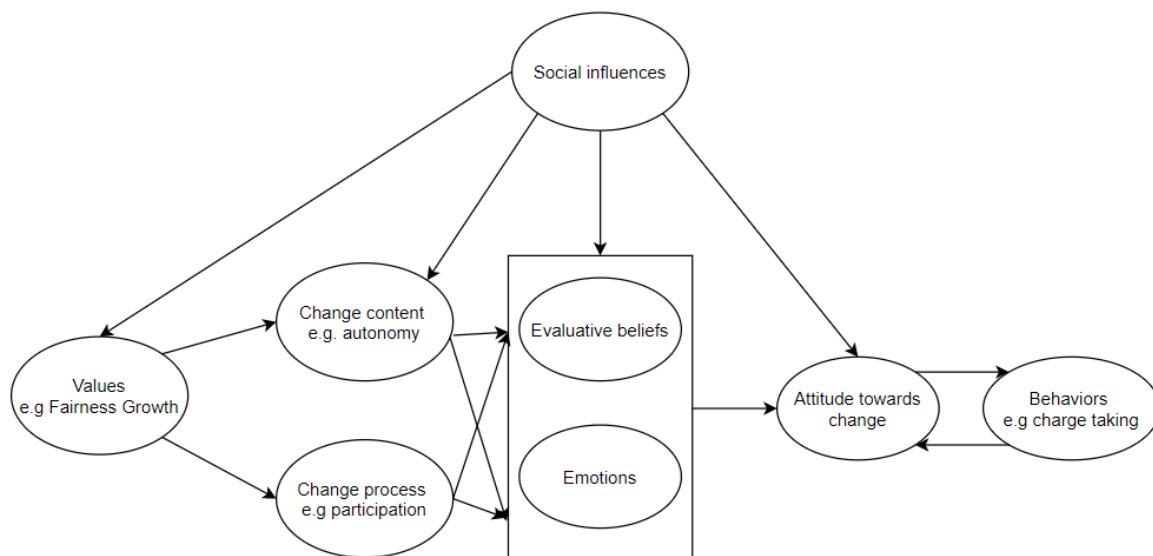 Social influences
Change content
e.g. autonomy
Evaluative beliefs
Values
e.g Fairness Growth
Attitude towards
change
Behaviors
e.g charge taking
Change process
e.g participation
Emotions